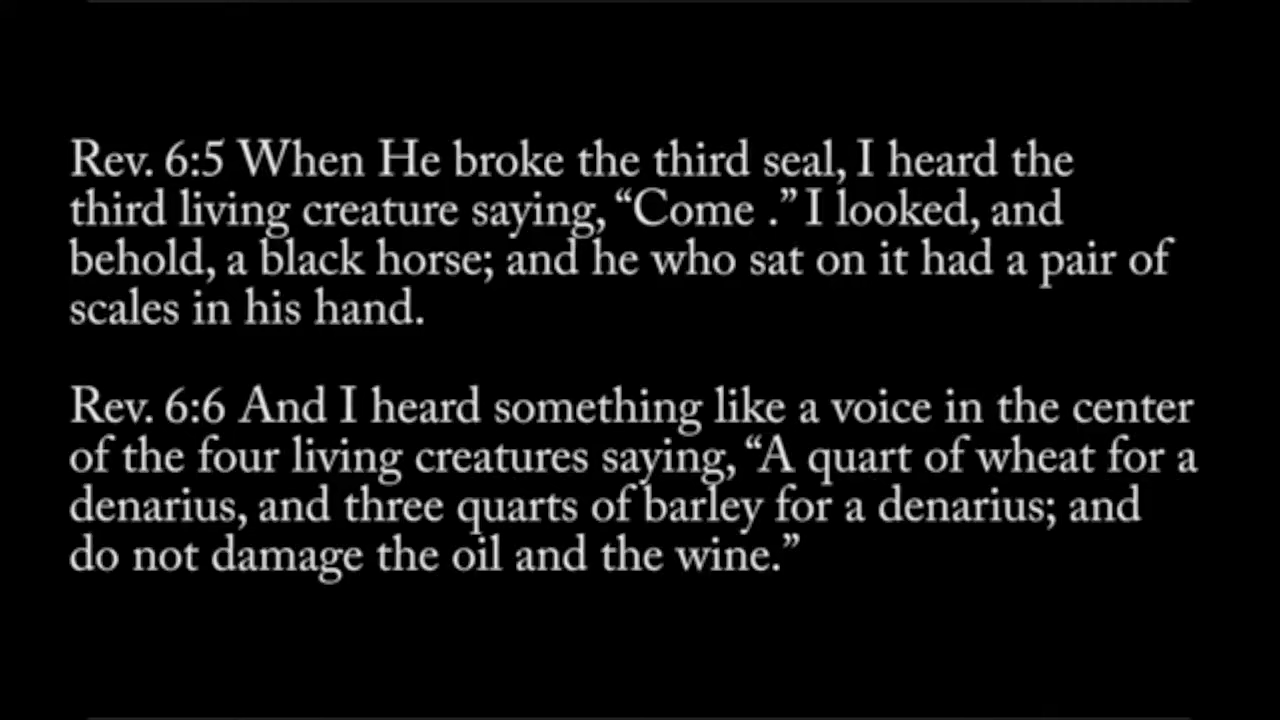 Rev. 6:5 When He broke the third seal, I heard the
third living creature saying, “Come .” I looked, and
behold, a black horse; and he who sat on it had a pair of
scales in his hand.
Rev. 6:6 And I heard something like a voice in the center
of the four living creatures saying, “A quart of wheat for a
denarius, and three quarts of barley for a denarius; and
do not damage the oil and the wine.”